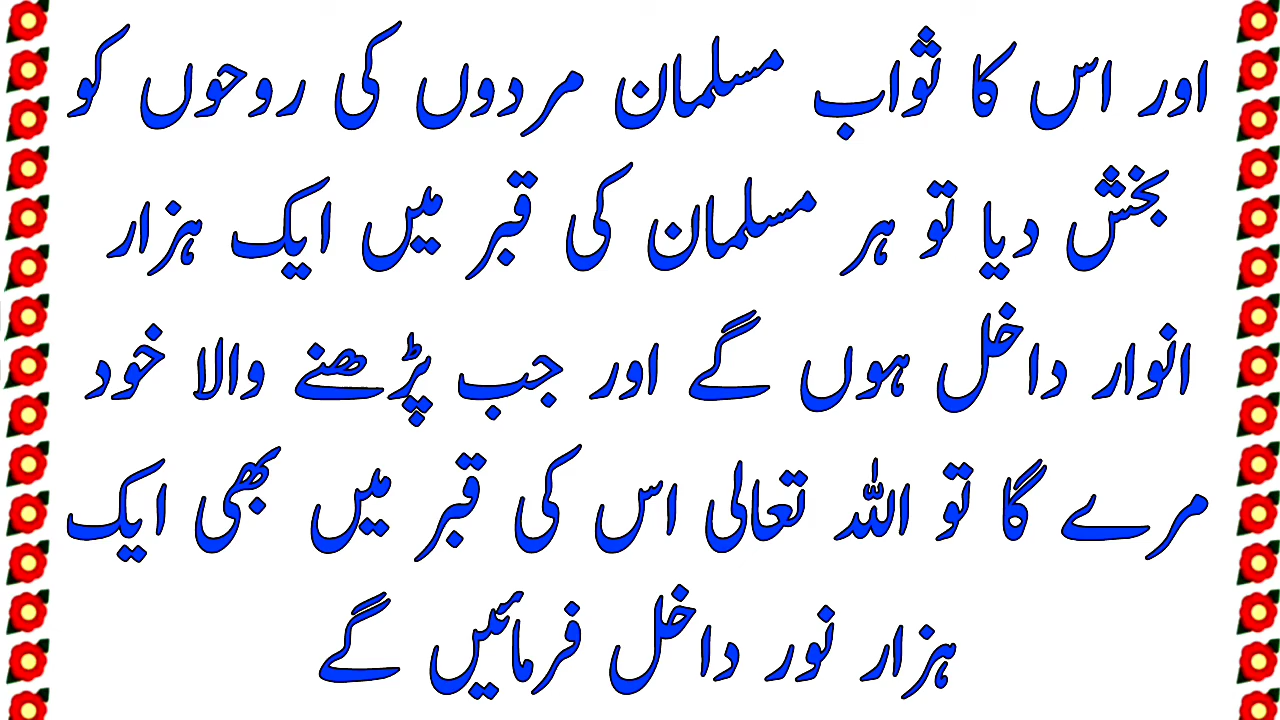 اور اس کا ثواب مسلمان مردوں کی روحوں کو
بخش دیا تو ہر مسلمان کی قبر میں ایک ہزار
انوار داخل ہوں گے اور جب پڑھنے والا خود
مرے گا تو اللہ تعالی اس کی قبر میں بھی ایک
ہزار نور داخل فرمائیں گے